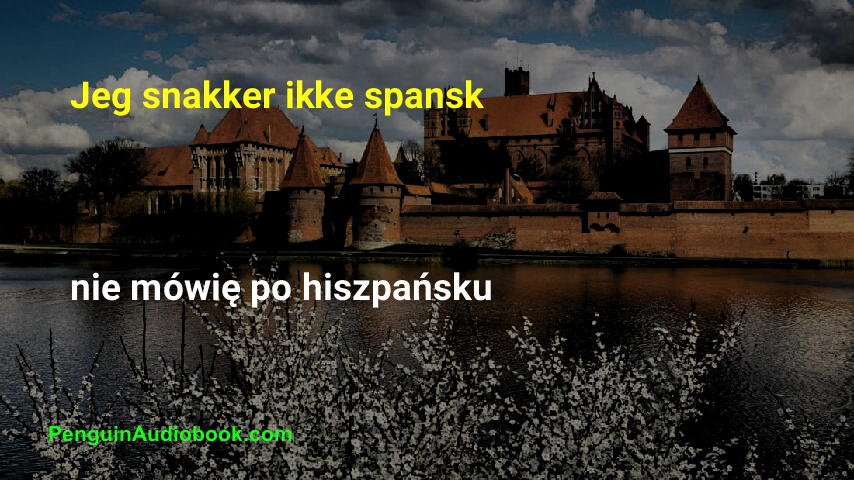 Jeg snakker ikke spansk
nie mówię po hiszpańsku
PenguinAudiobook.com